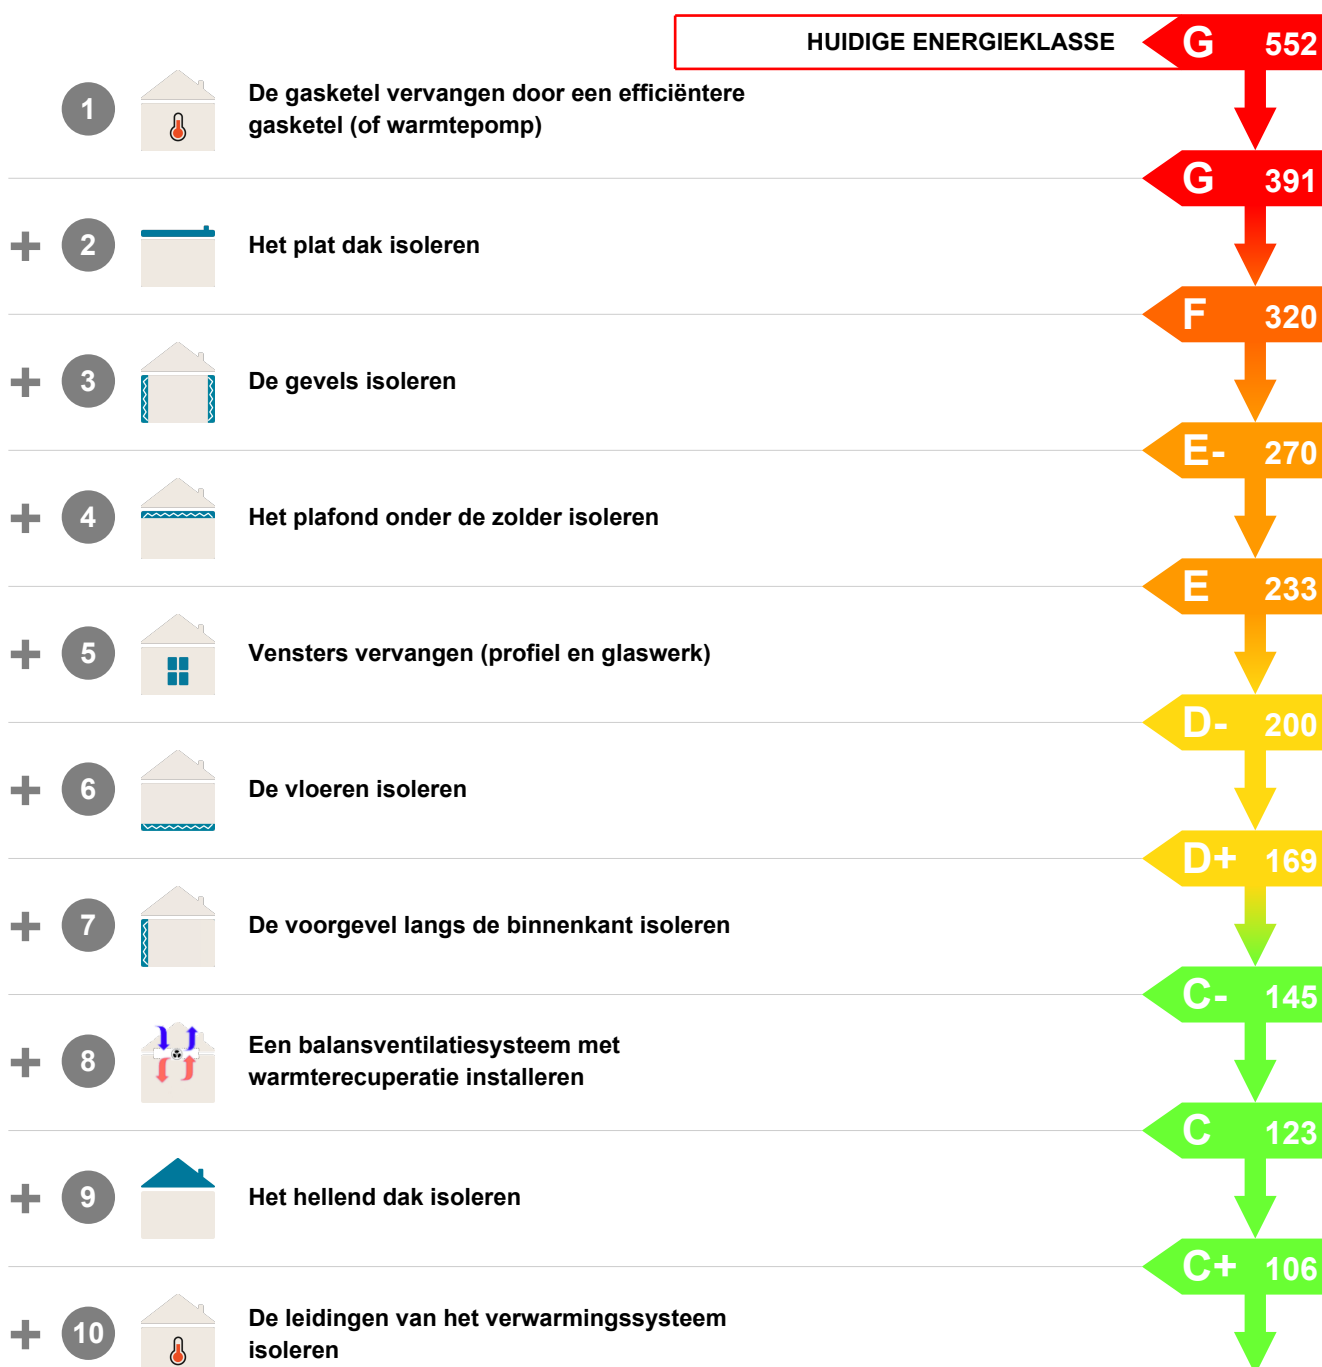 HUIDIGE ENERGIEKLASSE G 552
1 De gasketel vervangen door een efficiëntere
gasketel (of warmtepomp)
G 391
+ 2 Het plat dak isoleren
F 320
+ 3 De gevels isoleren
E- 270
+ 4 Het plafond onder de zolder isoleren
E 233
+ 5 Vensters vervangen (profiel en glaswerk)
D- 200
+ 6 De vloeren isoleren
D+ 169
+ 7 De voorgevel langs de binnenkant isoleren
C- 145
+ 8 Een balansventilatiesysteem met
warmterecuperatie installeren
C 123
+ 9 Het hellend dak isoleren
C+ 106
+ 10 De leidingen van het verwarmingssysteem
isoleren